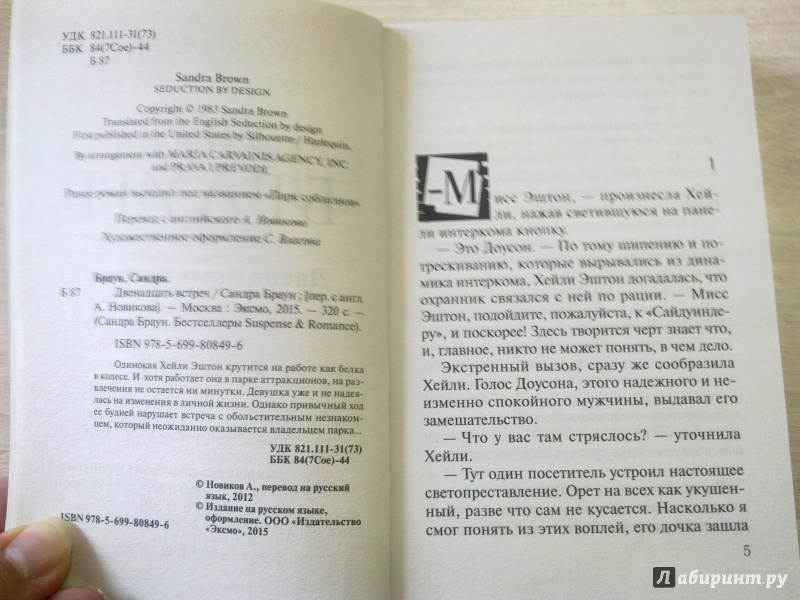 УДК 821.111-31(73)
ББК 84(7Сое)-44
Б 87
Sandra Brown
SEDUCTION BY DESIGN
Copyright © 1983 Sandra Brown
Translated from the English Seduction by design
First published in the United States by Silhouette / Harlequin.
By arrangement with MARIA CARVAINIS AGENCY, INC.
and PRAVA I PREVODI.
Ранее роман выходил под названием «Парк соблазнов»
Перевод с английского А. Новикова
Художественное оформление С. Власова
Браун, Сандра.
Б 87 Двенадцать встреч / Сандра Браун ; [пер. с англ.
А. Новикова]. — Москва : Эксмо, 2015. — 320 с. —
(Сандра Браун. Бестселлеры Suspense & Romance).
ISBN 978-5-699-80849-6
Одинокая Хейли Эштон крутится на работе как белка
в колесе. И хотя работает она в парке аттракционов, на раз-
влечения не остается ни минутки. Девушка уже и не надея-
лась на изменения в личной жизни. Однако привычный ход
ее будней нарушает встреча с обольстительным незнаком-
цем, который неожиданно оказывается владельцем парка...
УДК 821.111-31(73)
ББК 84(7Сое)-44
© Новиков А., перевод на русский
язык, 2012
© Издание на русском языке,
оформление. ООО «Издательство
«Эксмо», 2015
ISBN 978-5-699-80849-6
1
-Мисс Эштон, — произнесла Хей-
ли, нажав светившуюся на пане-
ли интеркома кнопку.
— Это Доусон. — По тому шипению и по-
трескиванию, которые вырывались из дина-
мика интеркома, Хейли Эштон догадалась, что
охранник связался с ней по рации. — Мисс
Эштон, подойдите, пожалуйста, к «Сайдуинде-
ру», и поскорее! Здесь творится черт знает что,
и, главное, никто не может понять, в чем дело.
Экстренный вызов, сразу же сообразила
Хейли. Голос Доусона, этого надежного и не-
изменно спокойного мужчины, выдавал его
замешательство.
— Что у вас там стряслось? — уточнила
Хейли.
— Тут один посетитель устроил настоящее
светопреставление. Орет на всех как укушен-
ный, разве что сам не кусается. Насколько я
смог понять из этих воплей, его дочка зашла
5
Лабиринт.ру